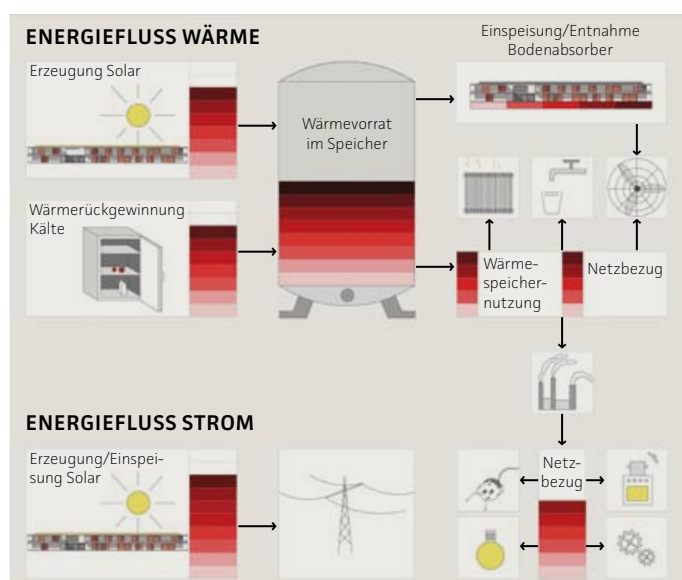 ENERGIEFLUSS WÄRME
Erzeugung Solar
Wärmevorrat
im Speicher
Einspeisung/Entnahme
Bodenabsorber
Wärmerückgewinnung
Kälte
Wärme-
speicher-
nutzung
Netzbezug
ENERGIEFLUSS STROM
Erzeugung/Einspei-
sung Solar
Netz-
bezug